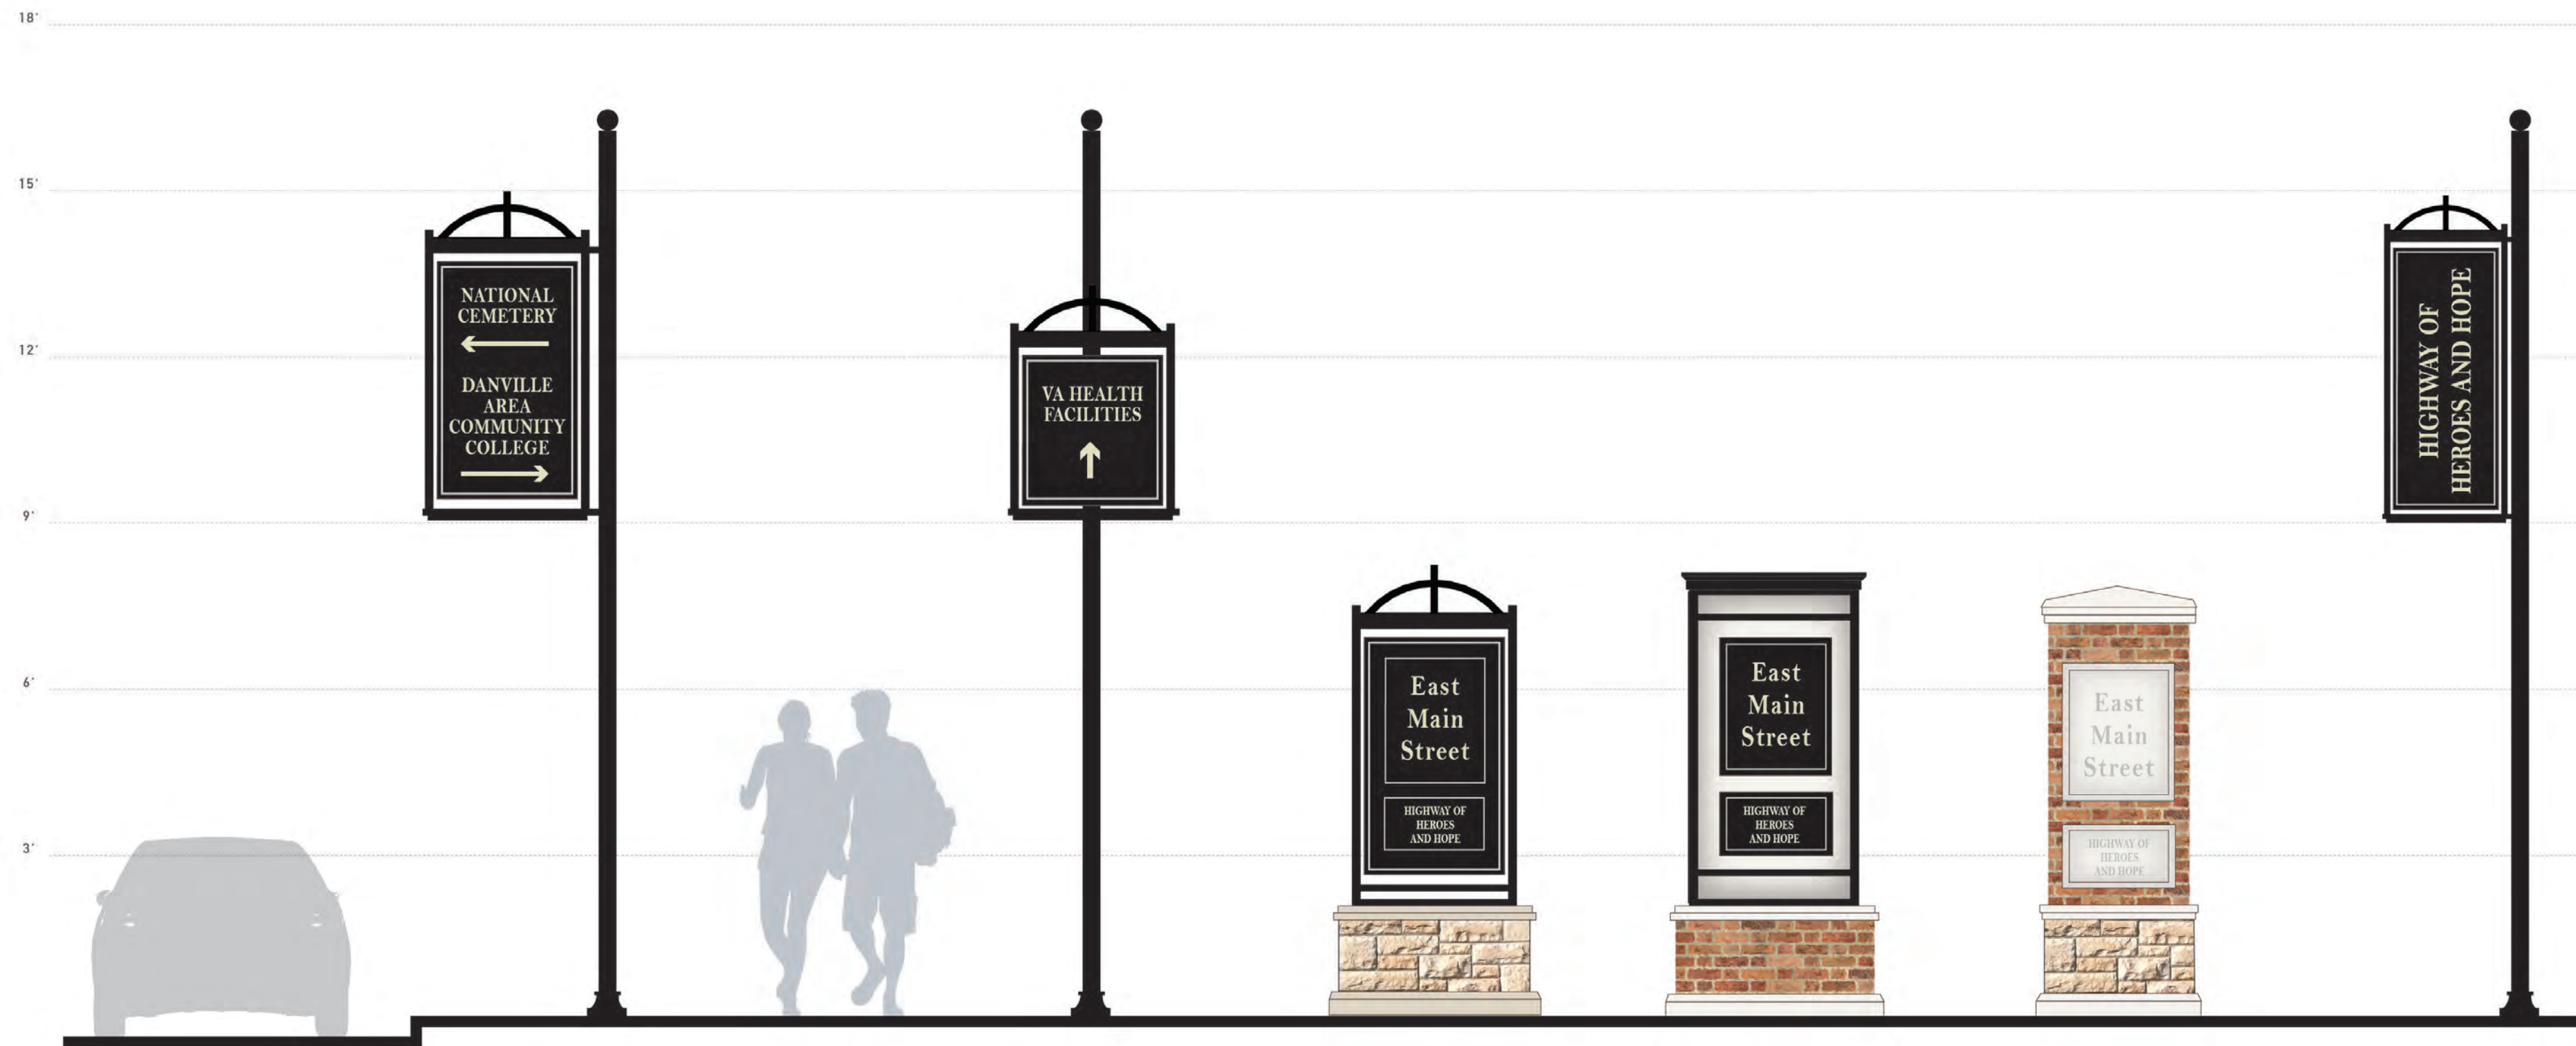 18'
15'
12'
9'
6'
3'
NATIONAL
CEMETERY
←
DANVILLE
AREA
COMMUNITY
COLLEGE
→
VA HEALTH
FACILITIES
↑
East
Main
Street
HIGHWAY OF
HEROES
AND HOPE
East
Main
Street
HIGHWAY OF
HEROES
AND HOPE
East
Main
Street
HIGHWAY OF
HEROES
AND HOPE
HIGHWAY OF
HEROES AND HOPE